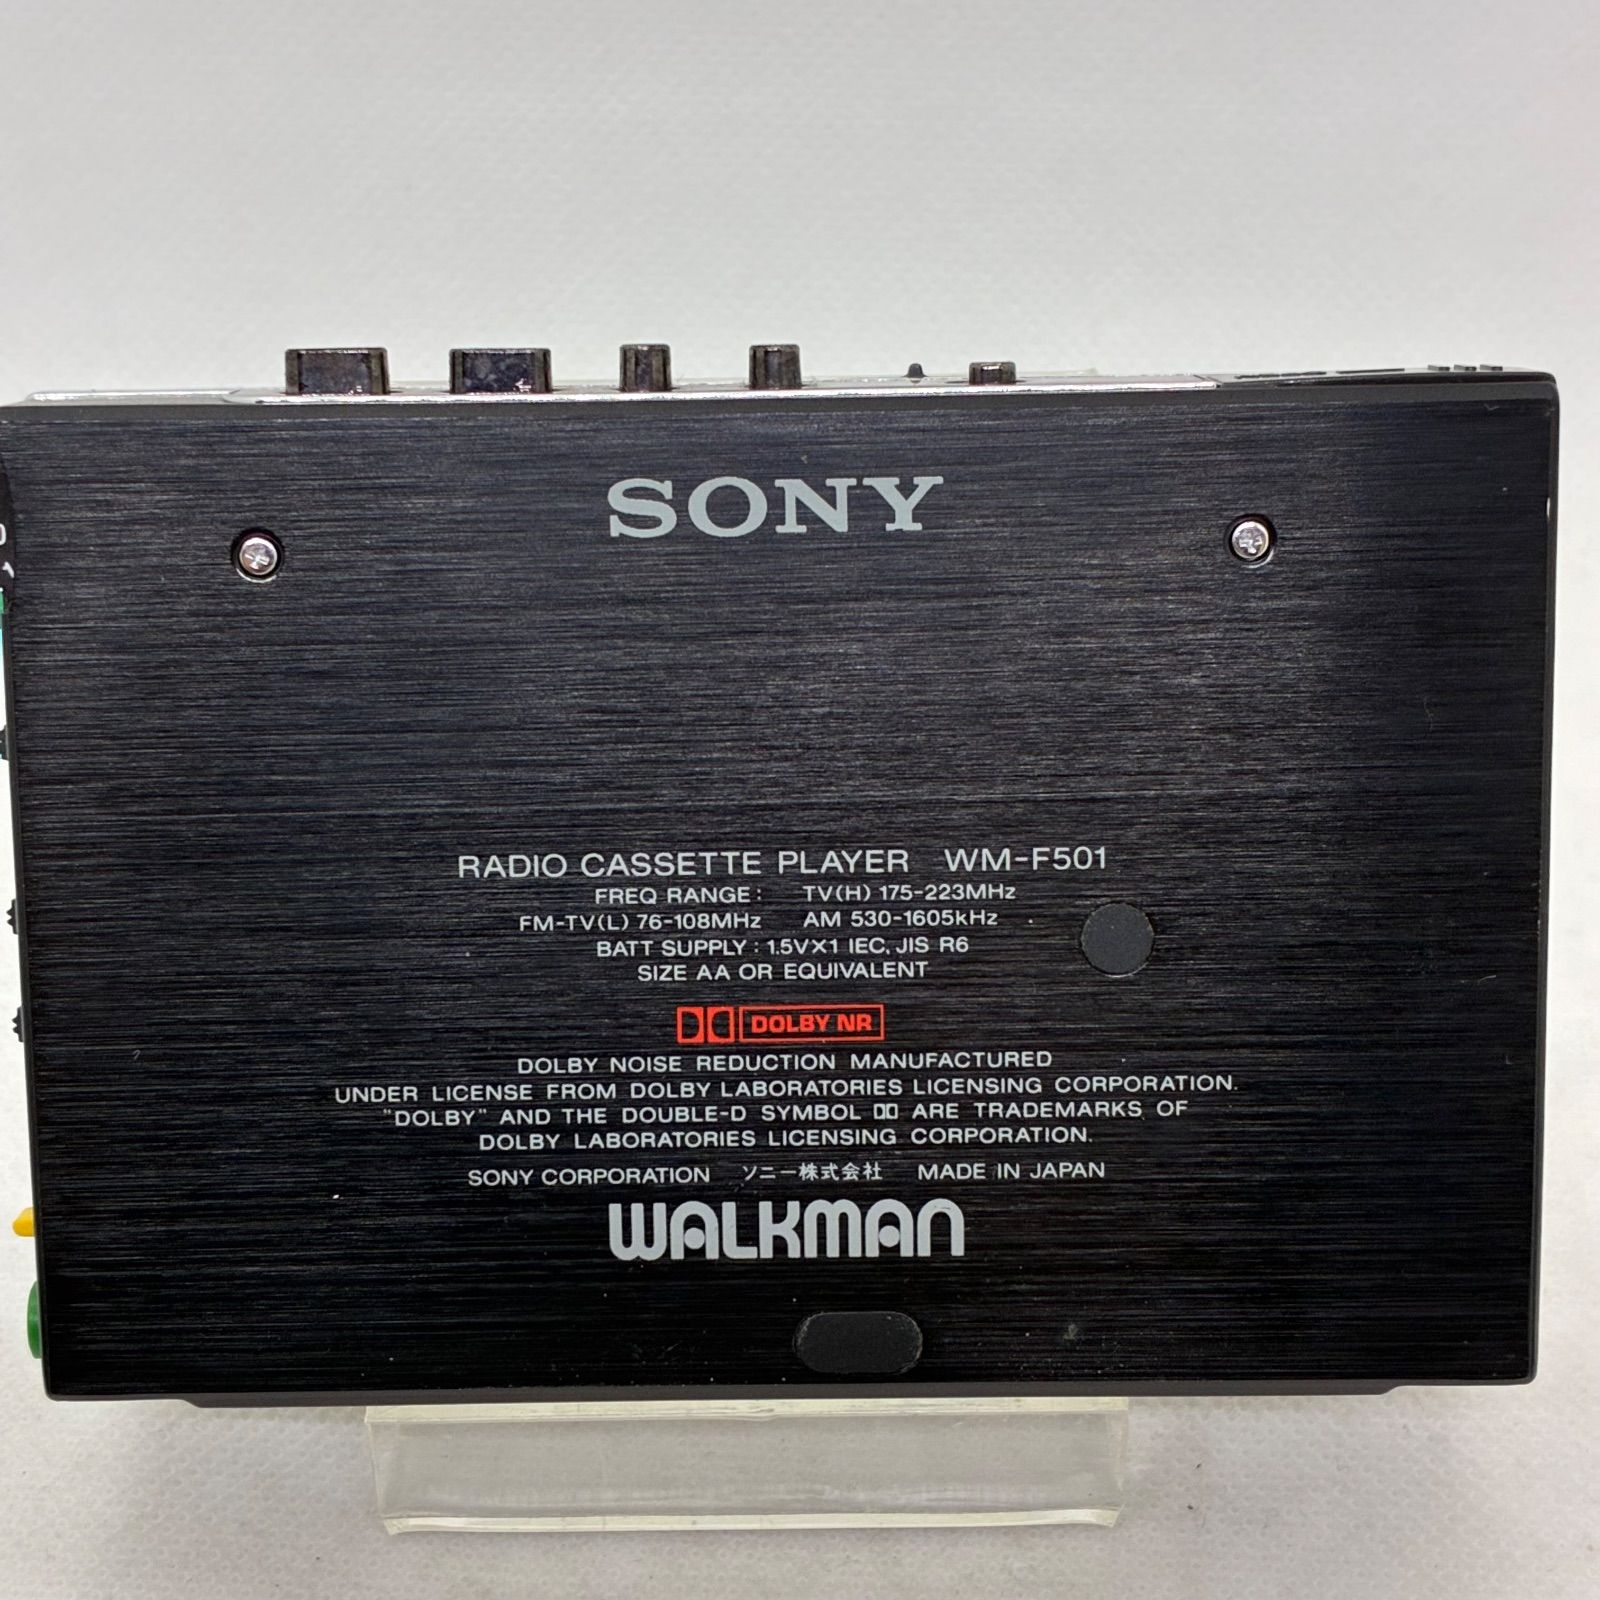 SONY
RADIO CASSETTE PLAYER WM-F501
FREQ RANGE: TV(H) 175-223MHz
FM-TV(L) 76-108MHz AM 530-1605kHz
BATT SUPPLY : 1.5VX1 IEC, JIS R6
SIZE AA OR EQUIVALENT
DOLBY NR
DOLBY NOISE REDUCTION MANUFACTURED
UNDER LICENSE FROM DOLBY LABORATORIES LICENSING CORPORATION.
"DOLBY" AND THE DOUBLE-D SYMBOL ARE TRADEMARKS OF
DOLBY LABORATORIES LICENSING CORPORATION.
SONY CORPORATION ソニー株式会社 MADE IN JAPAN
WALKMAN